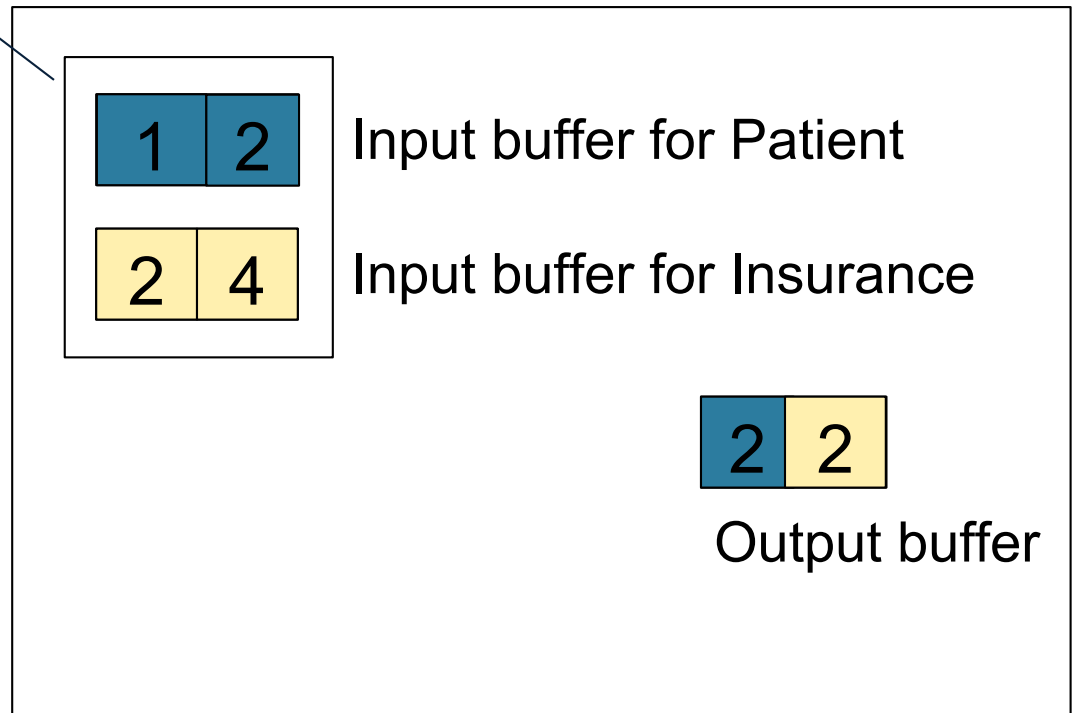 1 2 Input buffer for Patient
2 4 Input buffer for Insurance
2 2
Output buffer